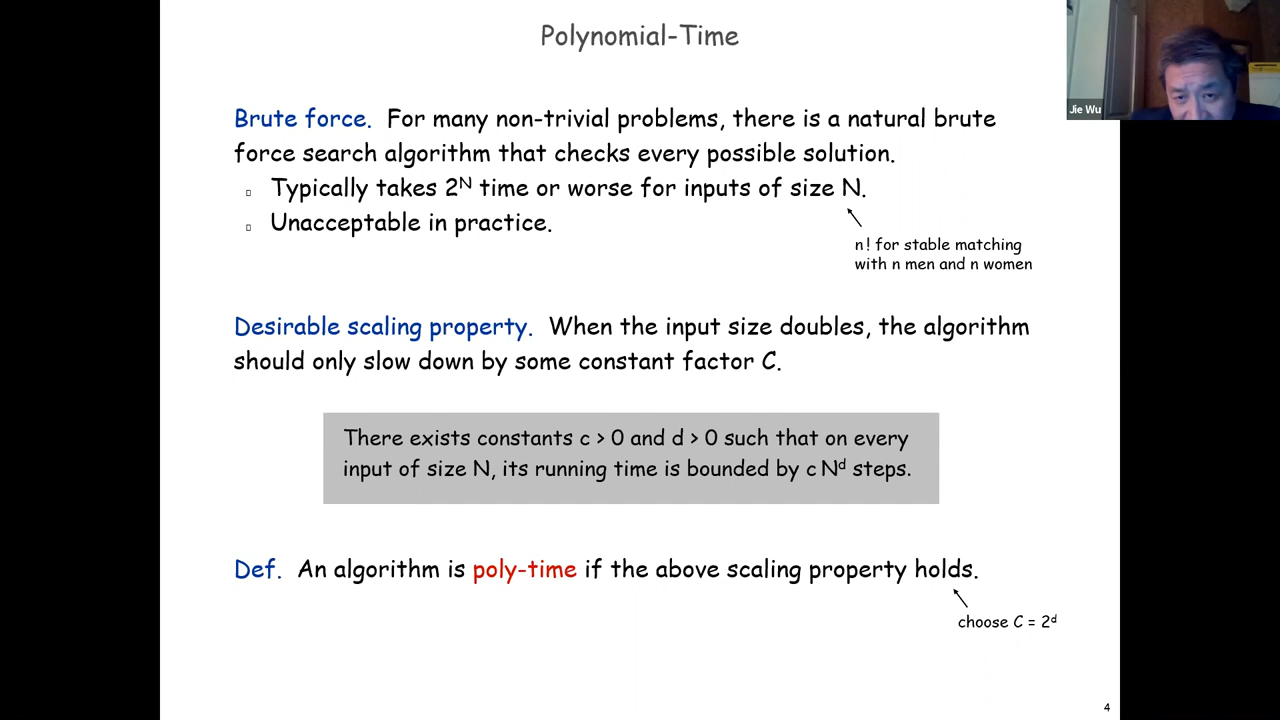 Polynomial-Time
Jie Wu
Brute force. For many non-trivial problems, there is a natural brute
force search algorithm that checks every possible solution.
Typically takes 2ᴺ time or worse for inputs of size N.
Unacceptable in practice.
n! for stable matching
with n men and n women
Desirable scaling property. When the input size doubles, the algorithm
should only slow down by some constant factor C.
There exists constants c > 0 and d > 0 such that on every
input of size N, its running time is bounded by c Nᵈ steps.
Def. An algorithm is poly-time if the above scaling property holds.
choose C = 2ᵈ
4